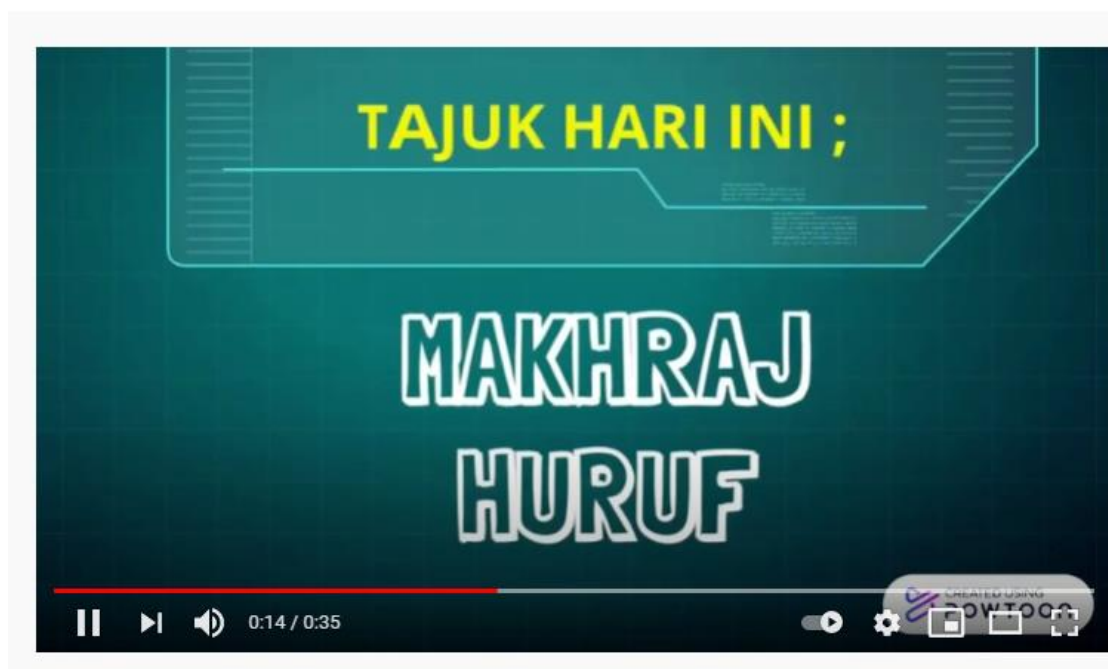 TAJUK HARI INI ;
MAKHRAJ
HURUF
CREATED USING
POWTOON
0:14 / 0:35